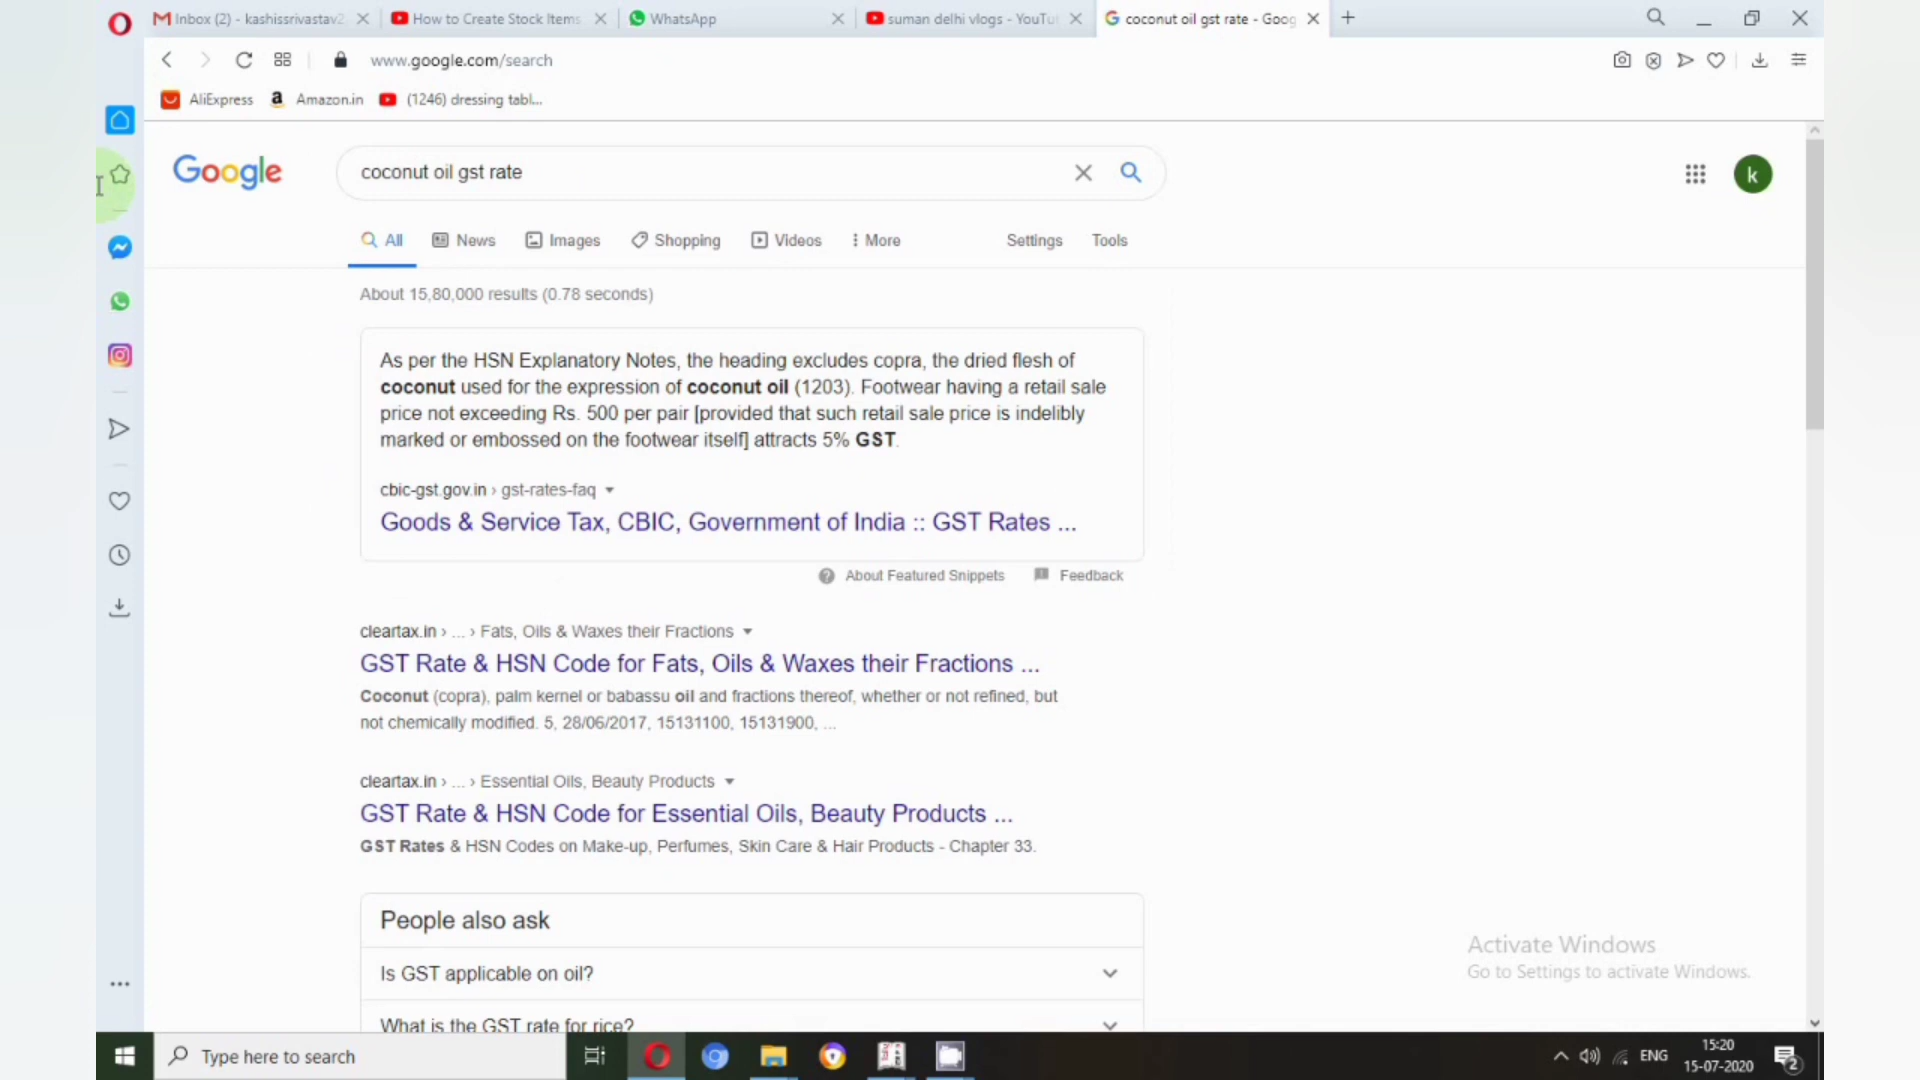 Inbox (2) - kashissrivastav2
How to Create Stock Items
WhatsApp
suman delhi vlogs - YouTu
coconut oil gst rate - Goog
www.google.com/search
AliExpress
a Amazon.in
(1246) dressing tabl...
Google
coconut oil gst rate
k
All
News
Images
Shopping
Videos
More
Settings
Tools
About 15,80,000 results (0.78 seconds)
As per the HSN Explanatory Notes, the heading excludes copra, the dried flesh of
coconut used for the expression of coconut oil (1203). Footwear having a retail sale
price not exceeding Rs. 500 per pair [provided that such retail sale price is indelibly
marked or embossed on the footwear itself] attracts 5% GST.
cbic-gst.gov.in › gst-rates-faq
Goods & Service Tax, CBIC, Government of India :: GST Rates ...
About Featured Snippets
Feedback
cleartax.in › ... › Fats, Oils & Waxes their Fractions
GST Rate & HSN Code for Fats, Oils & Waxes their Fractions ...
Coconut (copra), palm kernel or babassu oil and fractions thereof, whether or not refined, but
not chemically modified. 5, 28/06/2017, 15131100, 15131900, ...
cleartax.in › ... › Essential Oils, Beauty Products
GST Rate & HSN Code for Essential Oils, Beauty Products ...
GST Rates & HSN Codes on Make-up, Perfumes, Skin Care & Hair Products - Chapter 33.
People also ask
Is GST applicable on oil?
What is the GST rate for rice?
Activate Windows
Go to Settings to activate Windows.
Type here to search
ENG
15:20
15-07-2020
2